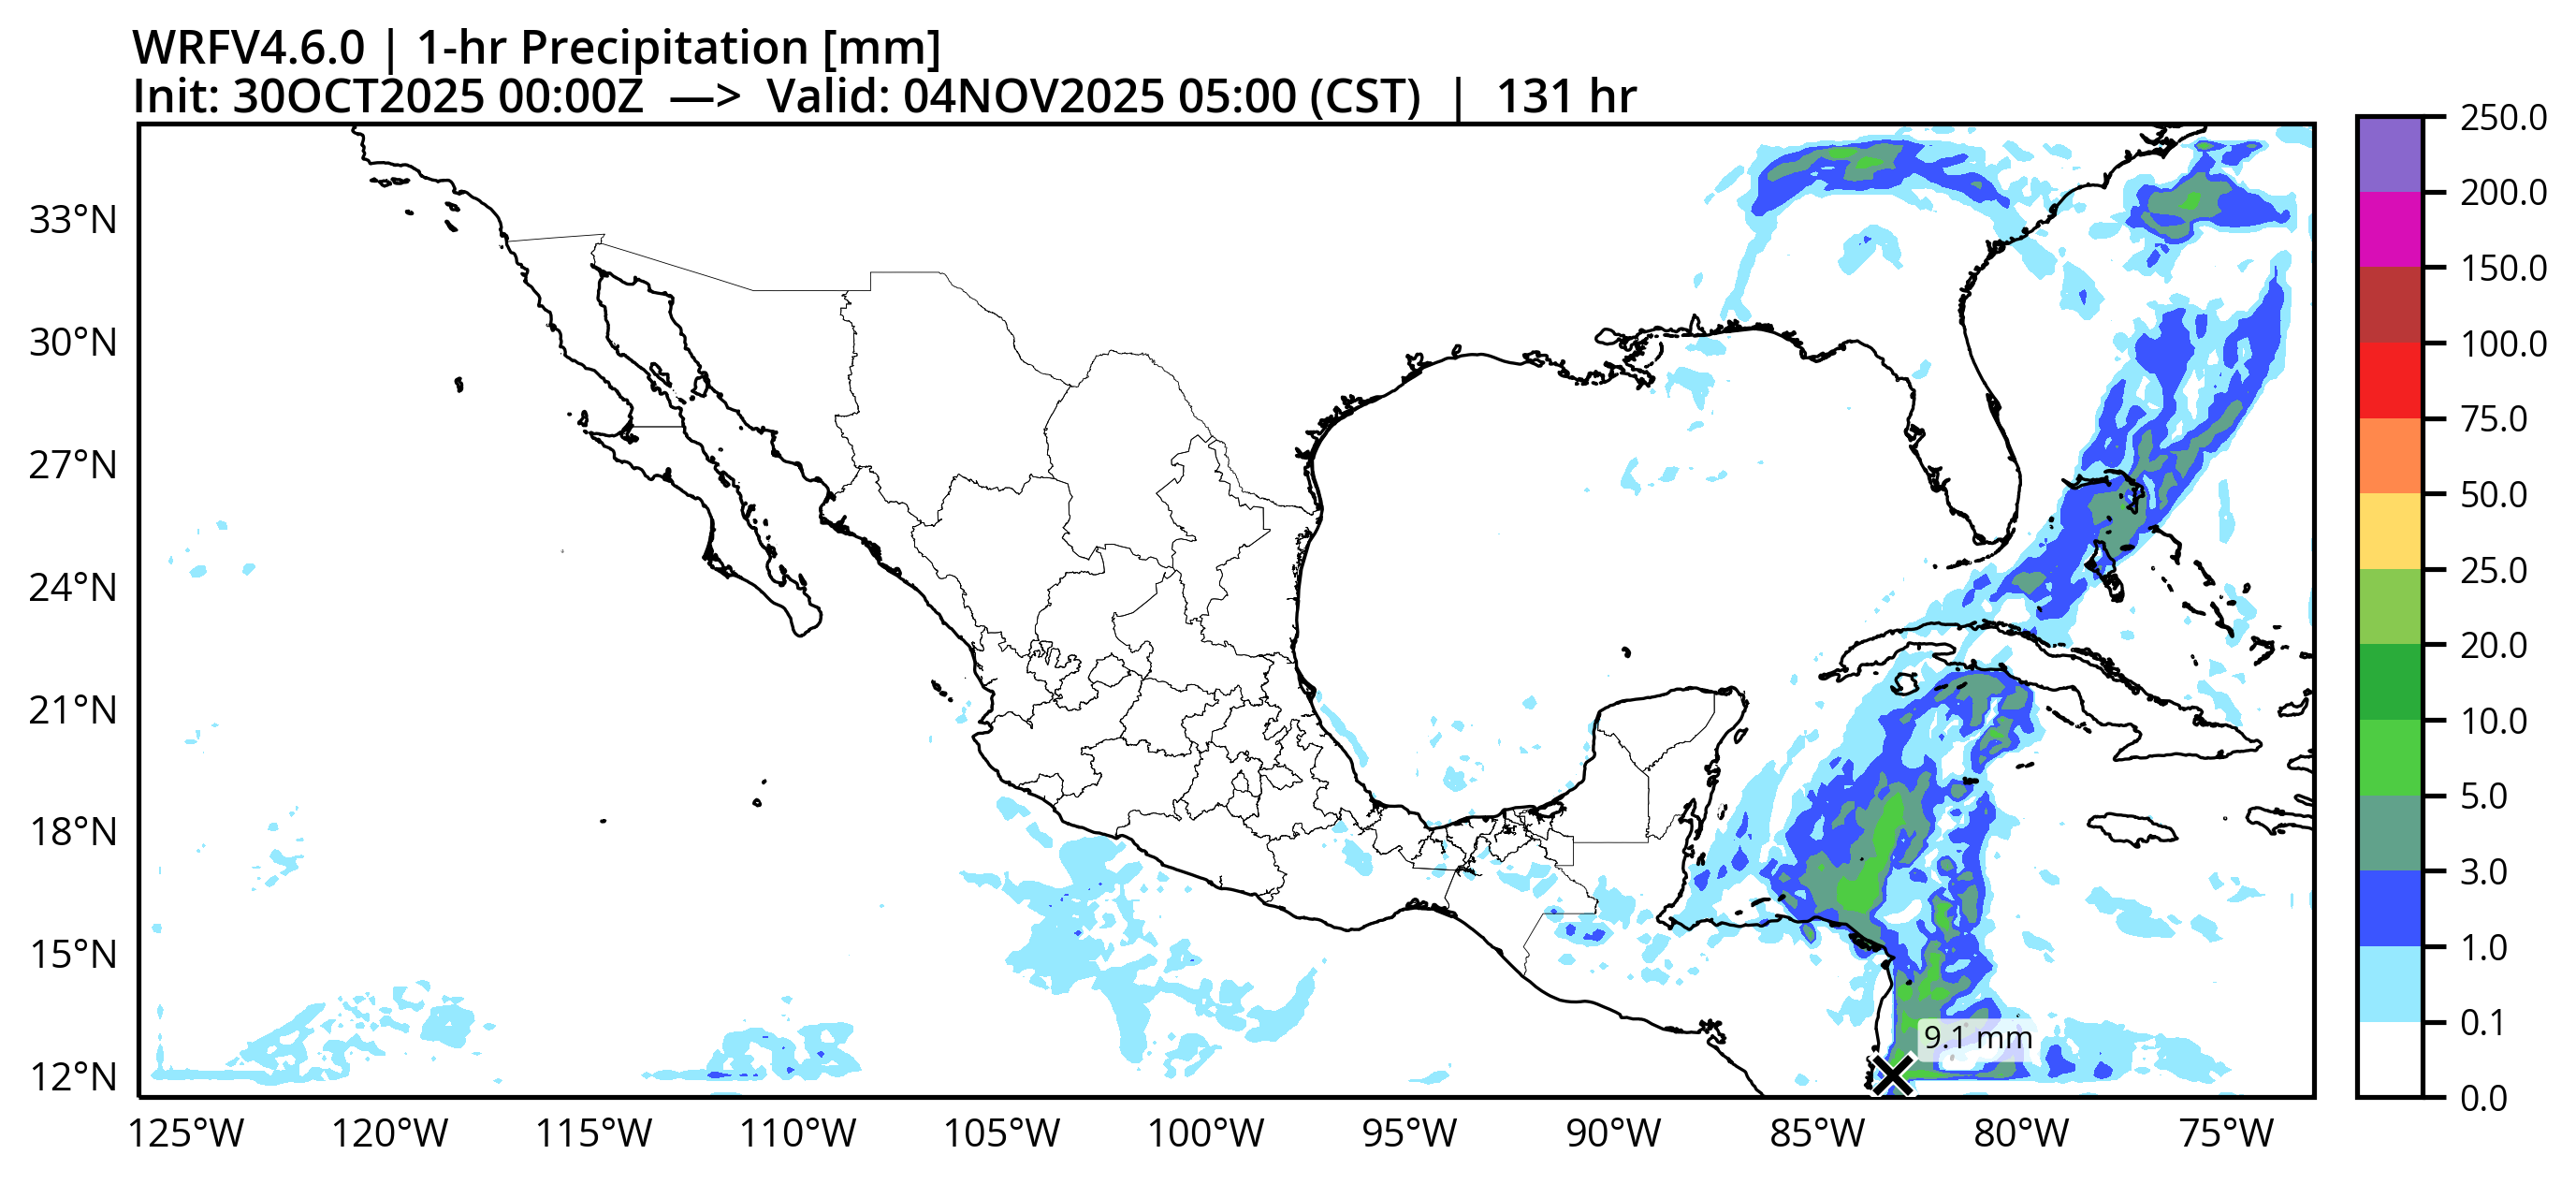 WRFV4.6.0 | 1-hr Precipitation [mm]
Init: 30OCT2025 00:00Z —> Valid: 04NOV2025 05:00 (CST) | 131 hr
33°N
30°N
27°N
24°N
21°N
18°N
15°N
12°N
125°W
120°W
115°W
110°W
105°W
100°W
95°W
90°W
85°W
80°W
75°W
9.1 mm
250.0
200.0
150.0
100.0
75.0
50.0
25.0
20.0
10.0
5.0
3.0
1.0
0.1
0.0